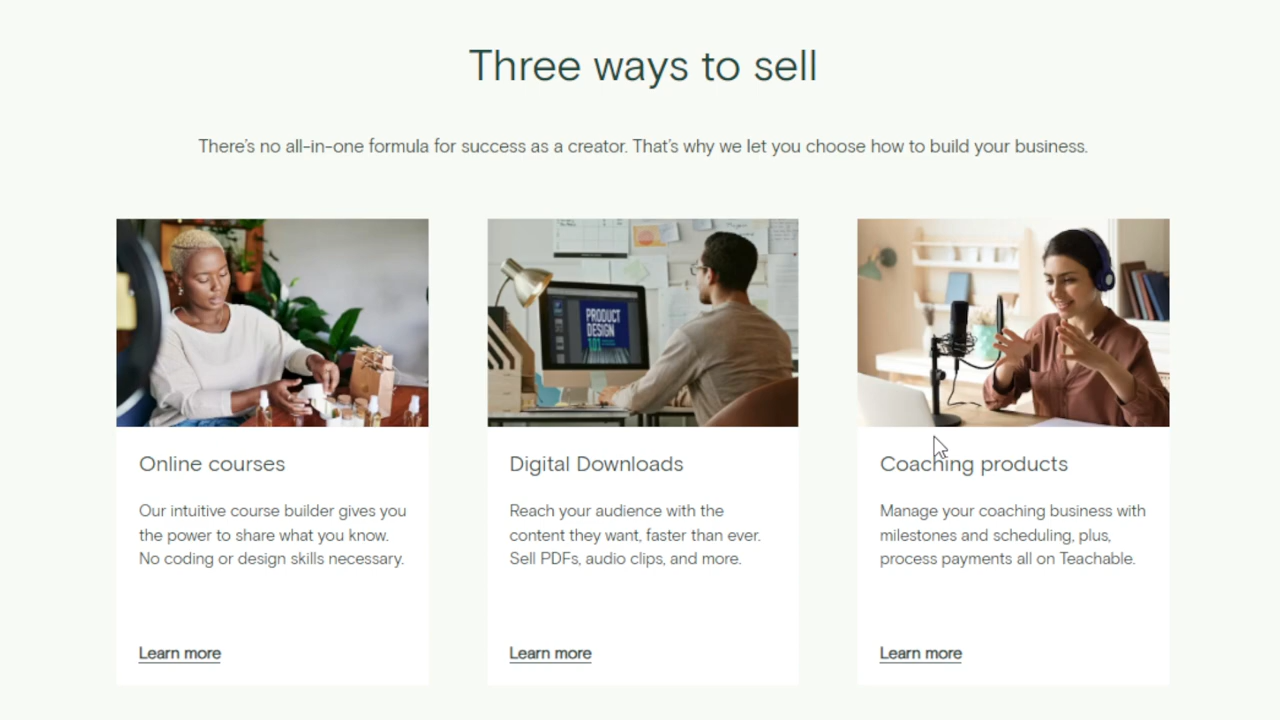 Three ways to sell
There's no all-in-one formula for success as a creator. That's why we let you choose how to build your business.
PRODUCT
DESIGN
101
Online courses
Our intuitive course builder gives you
the power to share what you know.
No coding or design skills necessary.
Learn more
Digital Downloads
Reach your audience with the
content they want, faster than ever.
Sell PDFs, audio clips, and more.
Learn more
Coaching products
Manage your coaching business with
milestones and scheduling, plus,
process payments all on Teachable.
Learn more